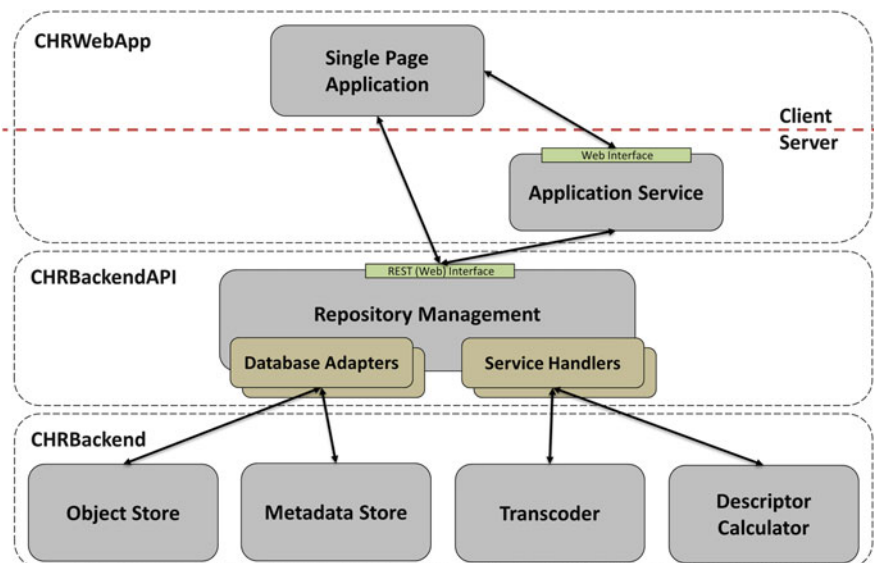 CHRWebApp
Single Page
Application
Client
Server
Web Interface
Application Service
CHRBackendAPI
REST (Web) Interface
Repository Management
Database Adapters
Service Handlers
CHRBackend
Object Store
Metadata Store
Transcoder
Descriptor
Calculator